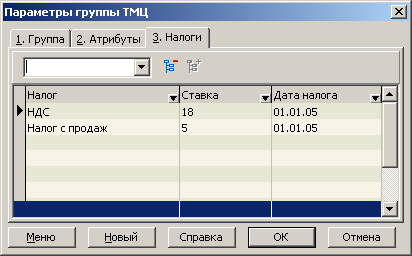 Параметры группы ТМЦ
1. Группа 2. Атрибуты 3. Налоги
Налог Ставка Дата налога
НДС 18 01.01.05
Налог с продаж 5 01.01.05
Меню Новый Справка ОК Отмена